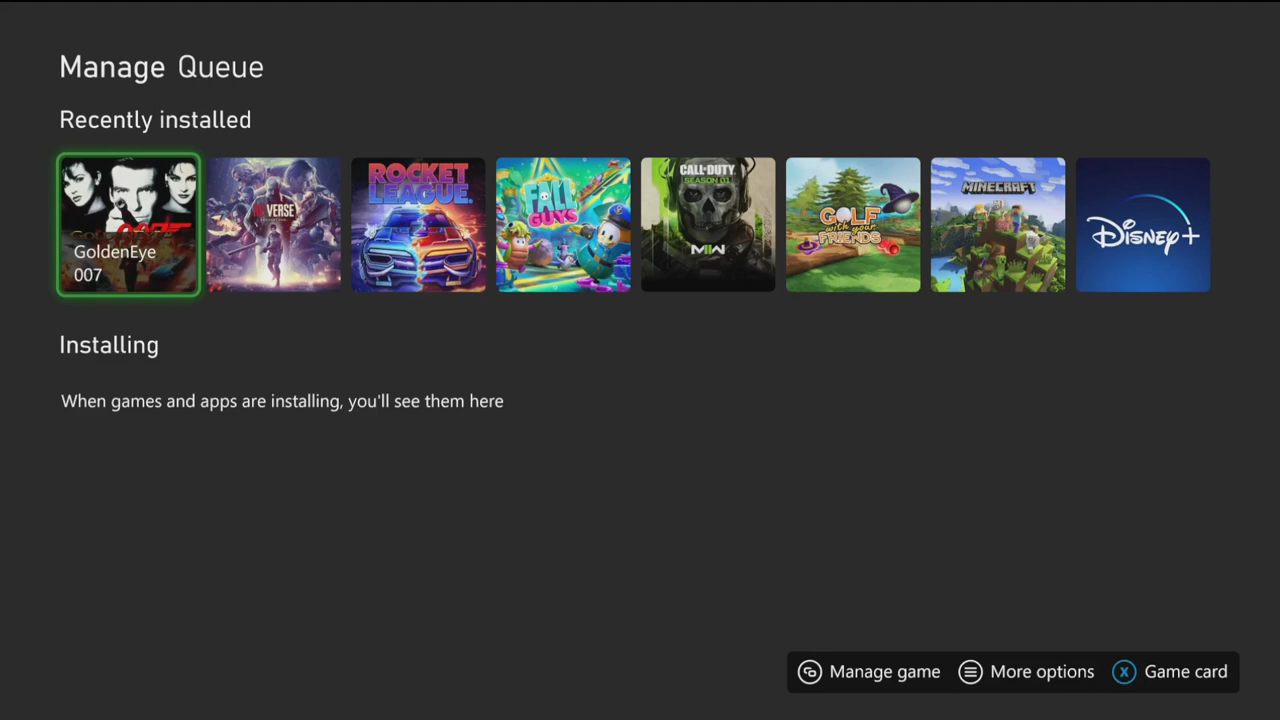 Manage Queue
Recently installed
GoldenEye
007
VERSE
ROCKET
LEAGUE.
FALL
GUYS
CALL OF DUTY
SEASON 01
MW
GOLF
with your
FRIENDS
MINECRAFT
Disney+
Installing
When games and apps are installing, you'll see them here
Manage game
More options
X Game card